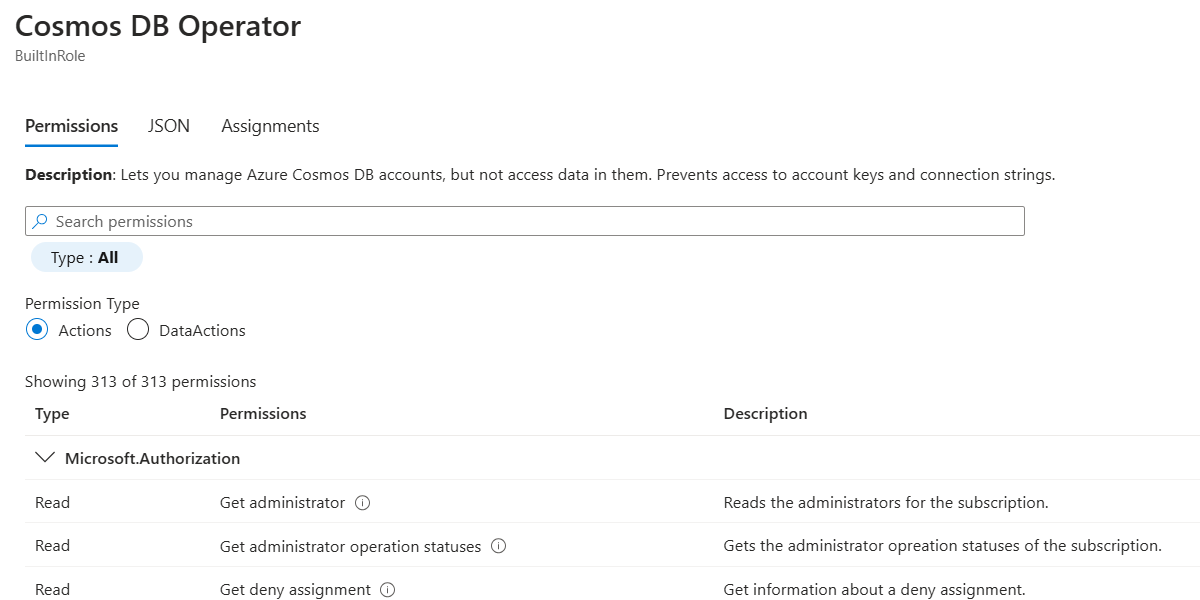 Cosmos DB Operator
BuiltInRole
Permissions JSON Assignments
Description: Lets you manage Azure Cosmos DB accounts, but not access data in them. Prevents access to account keys and connection strings.
Search permissions
Type : All
Permission Type
Actions DataActions
Showing 313 of 313 permissions
Type Permissions Description
Microsoft.Authorization
Read Get administrator Reads the administrators for the subscription.
Read Get administrator operation statuses Gets the administrator opreation statuses of the subscription.
Read Get deny assignment Get information about a deny assignment.